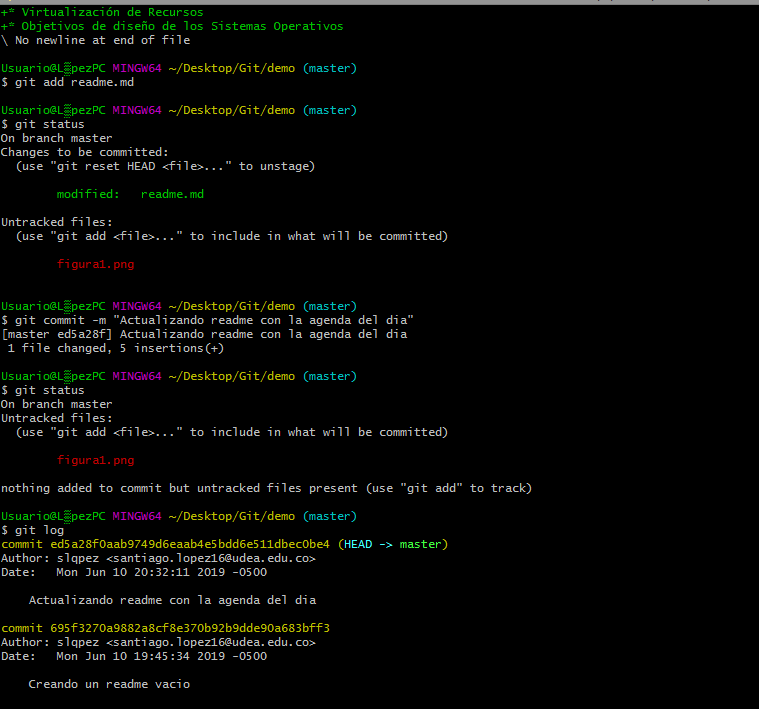 +* Virtualización de Recursos
+* Objetivos de diseño de los Sistemas Operativos
\ No newline at end of file
Usuario@L▒pezPC MINGW64 ~/Desktop/Git/demo (master)
$ git add readme.md
Usuario@L▒pezPC MINGW64 ~/Desktop/Git/demo (master)
$ git status
On branch master
Changes to be committed:
  (use "git reset HEAD <file>..." to unstage)
        modified:   readme.md
Untracked files:
  (use "git add <file>..." to include in what will be committed)
        figura1.png
Usuario@L▒pezPC MINGW64 ~/Desktop/Git/demo (master)
$ git commit -m "Actualizando readme con la agenda del dia"
[master ed5a28f] Actualizando readme con la agenda del dia
 1 file changed, 5 insertions(+)
Usuario@L▒pezPC MINGW64 ~/Desktop/Git/demo (master)
$ git status
On branch master
Untracked files:
  (use "git add <file>..." to include in what will be committed)
        figura1.png
nothing added to commit but untracked files present (use "git add" to track)
Usuario@L▒pezPC MINGW64 ~/Desktop/Git/demo (master)
$ git log
commit ed5a28f0aab9749d6eaab4e5bdd6e511dbec0be4 (HEAD -> master)
Author: slqpez <santiago.lopez16@udea.edu.co>
Date:   Mon Jun 10 20:32:11 2019 -0500
    Actualizando readme con la agenda del dia
commit 695f3270a9882a8cf8e370b92b9dde90a683bff3
Author: slqpez <santiago.lopez16@udea.edu.co>
Date:   Mon Jun 10 19:45:34 2019 -0500
    Creando un readme vacio